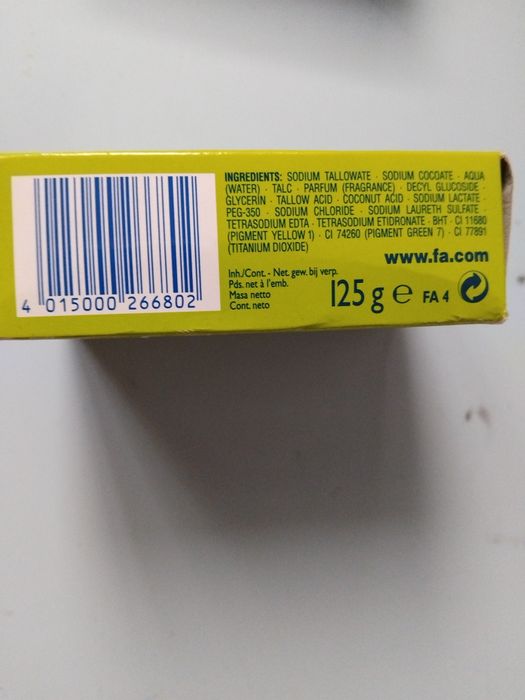 INGREDIENTS: SODIUM TALLOWATE · SODIUM COCOATE · AQUA
(WATER) · TALC · PARFUM (FRAGRANCE) · DECYL GLUCOSIDE ·
GLYCERIN · TALLOW ACID · COCONUT ACID · SODIUM LACTATE ·
PEG-350 · SODIUM CHLORIDE · SODIUM LAURETH SULFATE ·
TETRASODIUM EDTA · TETRASODIUM ETIDRONATE · BHT · CI 11680
(PIGMENT YELLOW 1) · CI 74260 (PIGMENT GREEN 7) · CI 77891
(TITANIUM DIOXIDE)
www.fa.com
Inh./Cont. - Net. gew. bij verp.
Pds. net à l'emb.
Masa netto
Cont. neto
125 g e FA 4
4 015000 266802